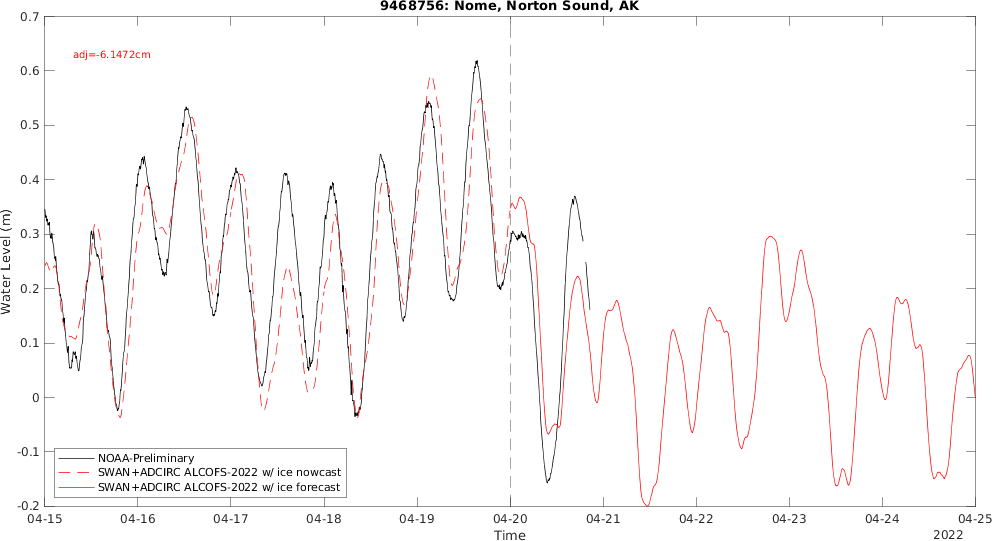 9468756: Nome, Norton Sound, AK
adj=-6.1472cm
Water Level (m)
0.7
0.6
0.5
0.4
0.3
0.2
0.1
0
-0.1
-0.2
NOAA-Preliminary
SWAN+ADCIRC ALCOFS-2022 w/ ice nowcast
SWAN+ADCIRC ALCOFS-2022 w/ ice forecast
04-15 04-16 04-17 04-18 04-19 04-20 04-21 04-22 04-23 04-24 04-25
Time
2022